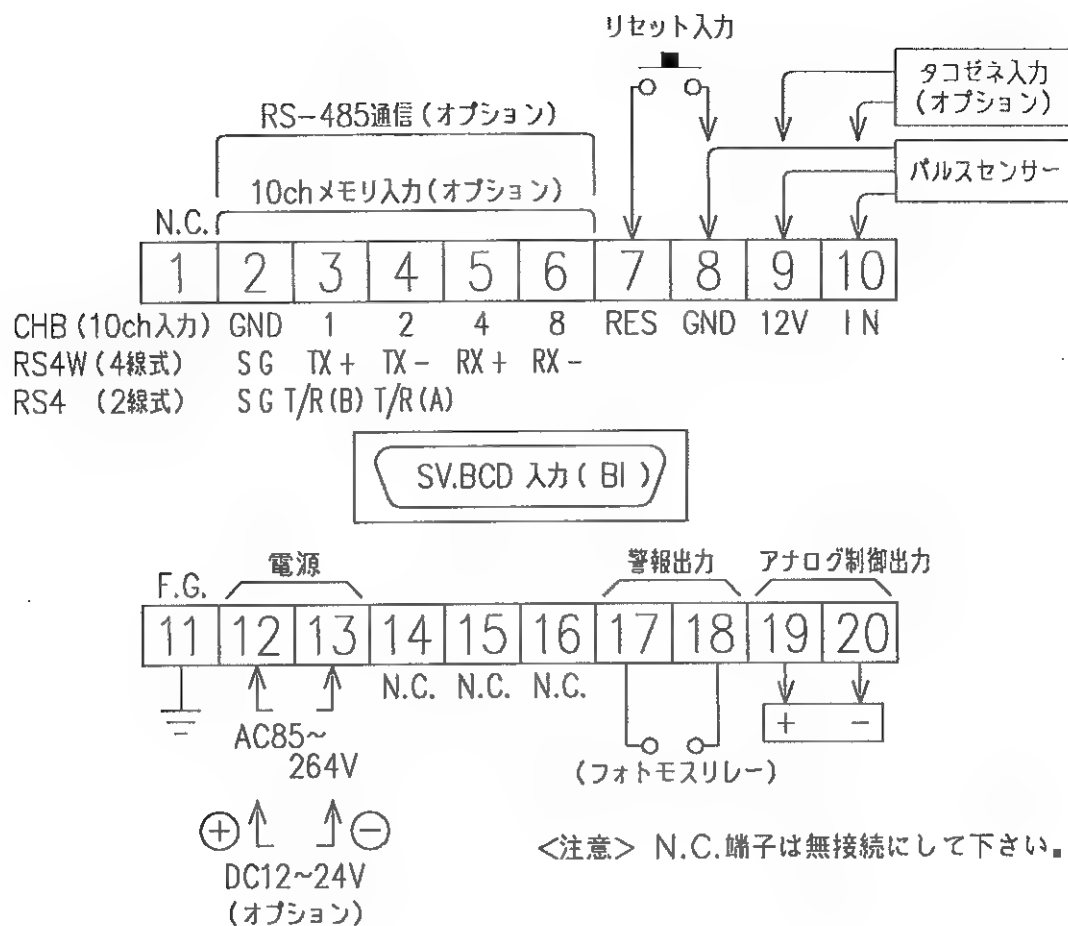 リセット入力
タコゼネ入力
(オプション)
RS-485通信(オプション)
パルスセンサー
10chメモリ入力(オプション)
N.C.
1 2 3 4 5 6 7 8 9 10
CHB (10ch入力) GND 1 2 4 8 RES GND 12V IN
RS4W (4線式) SG TX+ TX- RX+ RX-
RS4 (2線式) SG T/R(B) T/R(A)
SV.BCD 入力 ( BI )
電源 警報出力 アナログ制御出力
F.G.
11 12 13 14 15 16 17 18 19 20
N.C. N.C. N.C.
+ -
AC85~
264V
(フォトモスリレー)
+ -
DC12~24V
(オプション)
<注意> N.C.端子は無接続にして下さい。